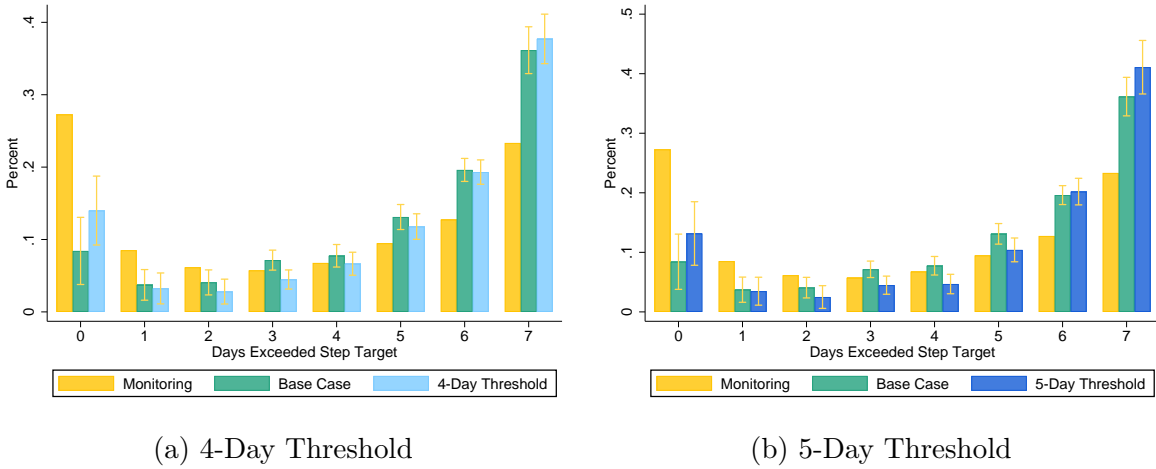 .4
.3
.2
.1
0
Percent
0 1 2 3 4 5 6 7
Days Exceeded Step Target
Monitoring Base Case 4-Day Threshold
(a) 4-Day Threshold
.5
.4
.3
.2
.1
0
Percent
0 1 2 3 4 5 6 7
Days Exceeded Step Target
Monitoring Base Case 5-Day Threshold
(b) 5-Day Threshold